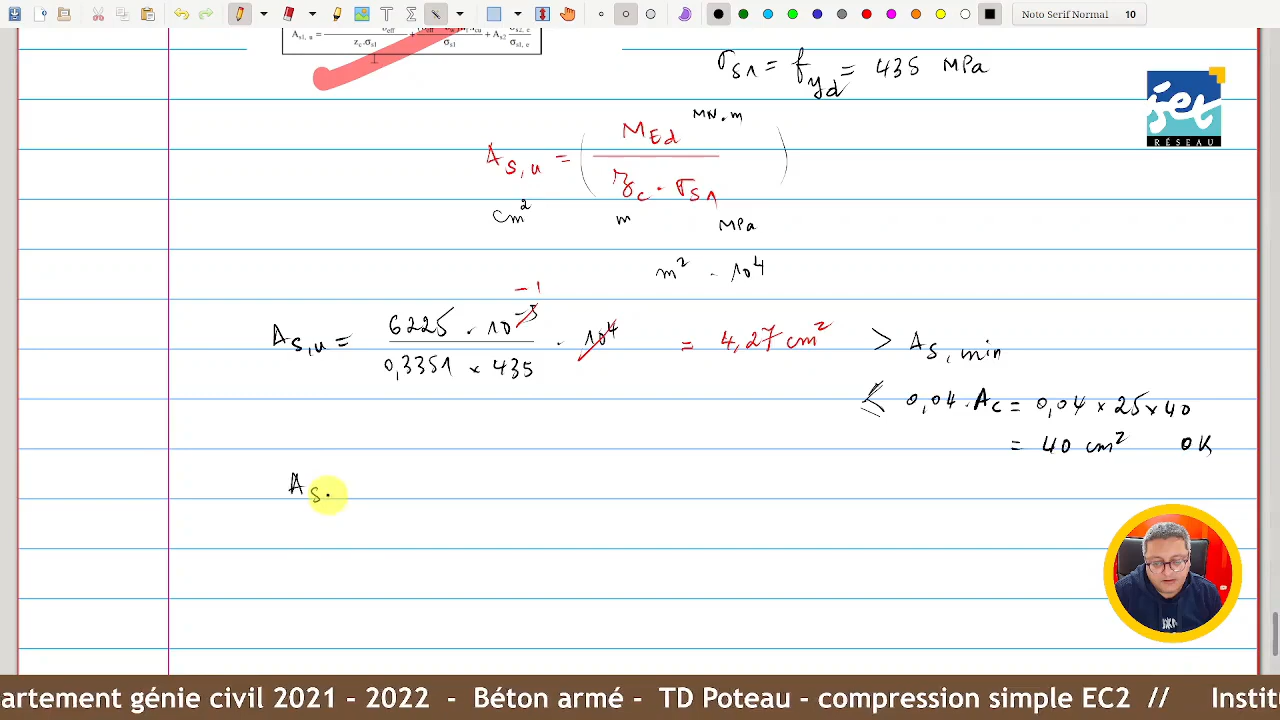 Noto Serif Normal 10
σs1 = fyd = 435 MPa
As,u = ( MEd / zc · σs1 ) MN.m
cm² m MPa
m² · 10⁴
As,u = 6225 · 10⁻³ ⁻¹ / 0,3351 × 435 · 10⁴ = 4,27 cm² > As,min
≤ 0,04 · Ac = 0,04 × 25 × 40
= 40 cm² OK
As.
iset
RÉSEAU
artement génie civil 2021 - 2022 - Béton armé - TD Poteau - compression simple EC2 // Instit